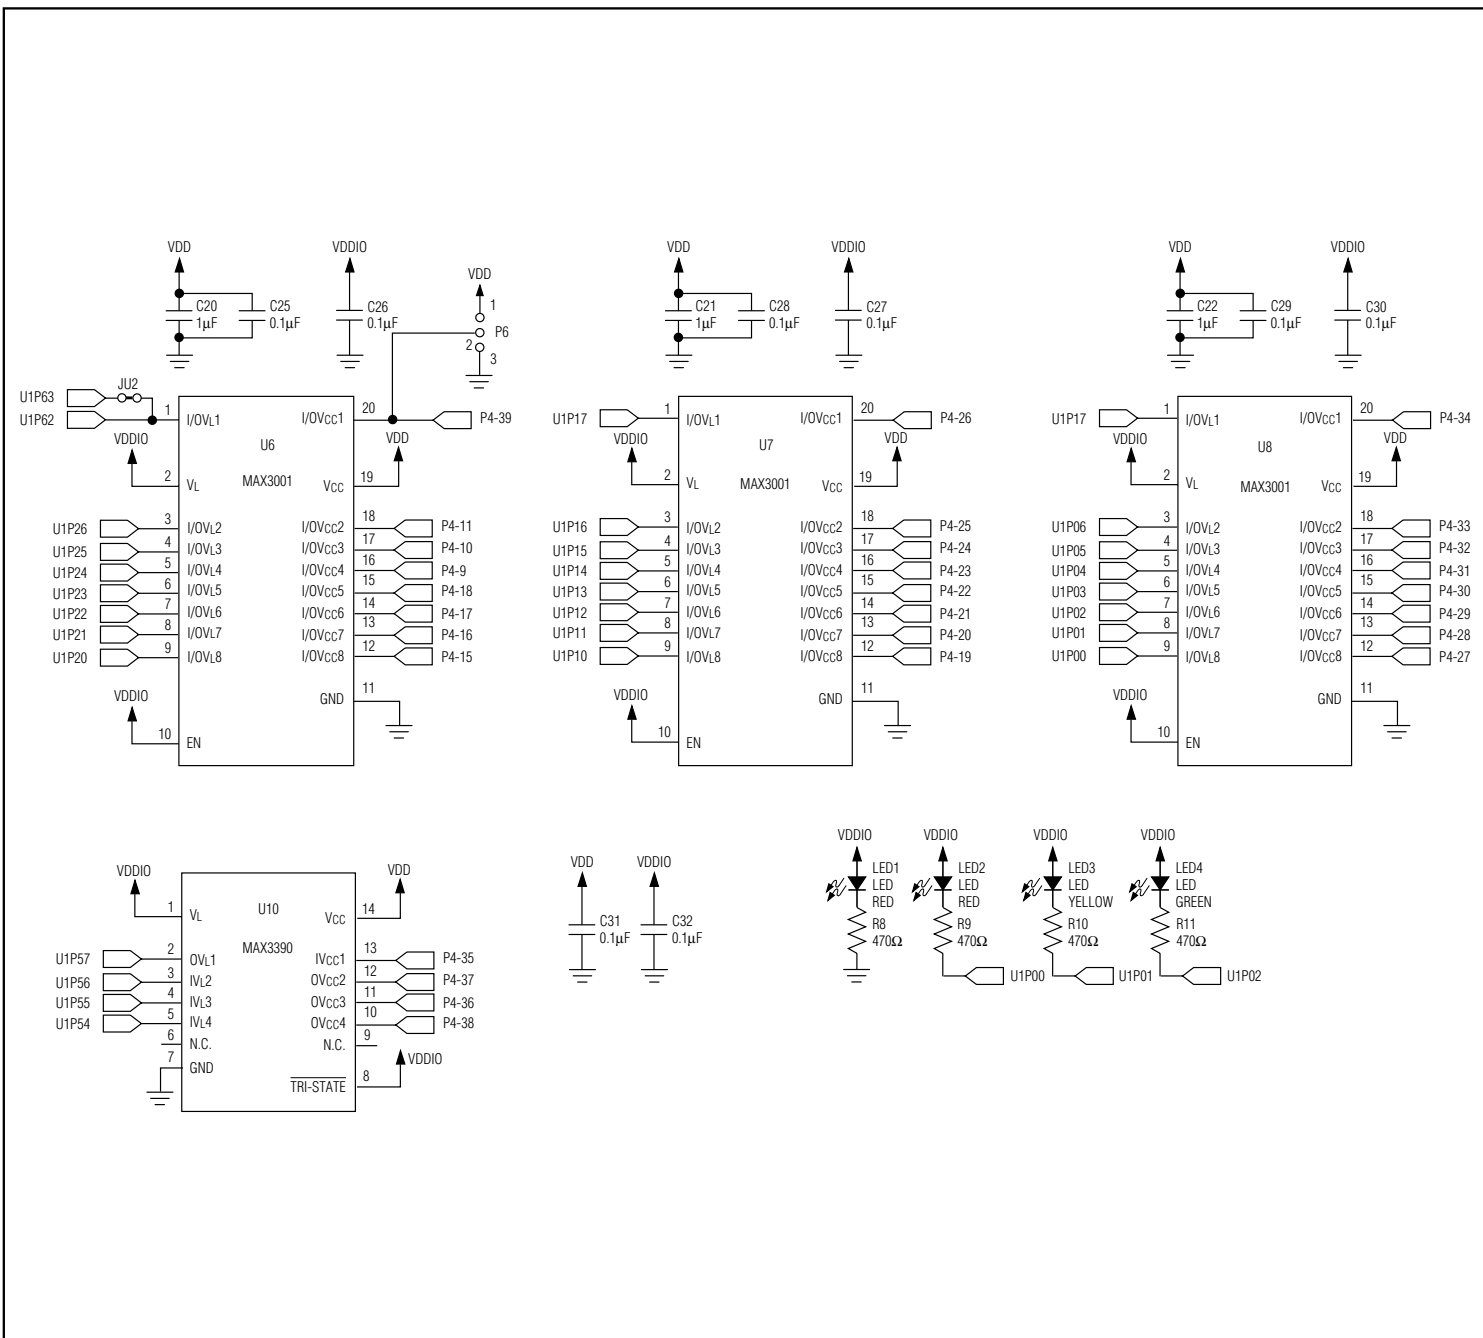 VDD VDDIO VDD VDDIO VDD VDDIO
VDD
C20 1µF C25 0.1µF C26 0.1µF 1 P6 2 3
C21 1µF C28 0.1µF C27 0.1µF
C22 1µF C29 0.1µF C30 0.1µF
U1P63 JU2
U1P62 1 I/OVL1 I/OVCC1 20 P4-39
VDDIO U6 VDD
2 VL MAX3001 VCC 19
U1P26 3 I/OVL2 I/OVCC2 18 P4-11
U1P25 4 I/OVL3 I/OVCC3 17 P4-10
U1P24 5 I/OVL4 I/OVCC4 16 P4-9
U1P23 6 I/OVL5 I/OVCC5 15 P4-18
U1P22 7 I/OVL6 I/OVCC6 14 P4-17
U1P21 8 I/OVL7 I/OVCC7 13 P4-16
U1P20 9 I/OVL8 I/OVCC8 12 P4-15
VDDIO GND 11
10 EN
U1P17 1 I/OVL1 I/OVCC1 20 P4-26
VDDIO U7 VDD
2 VL MAX3001 VCC 19
U1P16 3 I/OVL2 I/OVCC2 18 P4-25
U1P15 4 I/OVL3 I/OVCC3 17 P4-24
U1P14 5 I/OVL4 I/OVCC4 16 P4-23
U1P13 6 I/OVL5 I/OVCC5 15 P4-22
U1P12 7 I/OVL6 I/OVCC6 14 P4-21
U1P11 8 I/OVL7 I/OVCC7 13 P4-20
U1P10 9 I/OVL8 I/OVCC8 12 P4-19
VDDIO GND 11
10 EN
U1P17 1 I/OVL1 I/OVCC1 20 P4-34
VDDIO U8 VDD
2 VL MAX3001 VCC 19
U1P06 3 I/OVL2 I/OVCC2 18 P4-33
U1P05 4 I/OVL3 I/OVCC3 17 P4-32
U1P04 5 I/OVL4 I/OVCC4 16 P4-31
U1P03 6 I/OVL5 I/OVCC5 15 P4-30
U1P02 7 I/OVL6 I/OVCC6 14 P4-29
U1P01 8 I/OVL7 I/OVCC7 13 P4-28
U1P00 9 I/OVL8 I/OVCC8 12 P4-27
VDDIO GND 11
10 EN
VDDIO VDD
1 VL U10 VCC 14
MAX3390
U1P57 2 OVL1 IVCC1 13 P4-35
U1P56 3 IVL2 OVCC2 12 P4-37
U1P55 4 IVL3 OVCC3 11 P4-36
U1P54 5 IVL4 OVCC4 10 P4-38
6 N.C. N.C. 9
7 GND VDDIO
TRI-STATE 8
VDD VDDIO
C31 0.1µF C32 0.1µF
VDDIO VDDIO VDDIO VDDIO
LED1 LED2 LED3 LED4
LED LED LED LED
RED RED YELLOW GREEN
R8 R9 R10 R11
470Ω 470Ω 470Ω 470Ω
U1P00 U1P01 U1P02